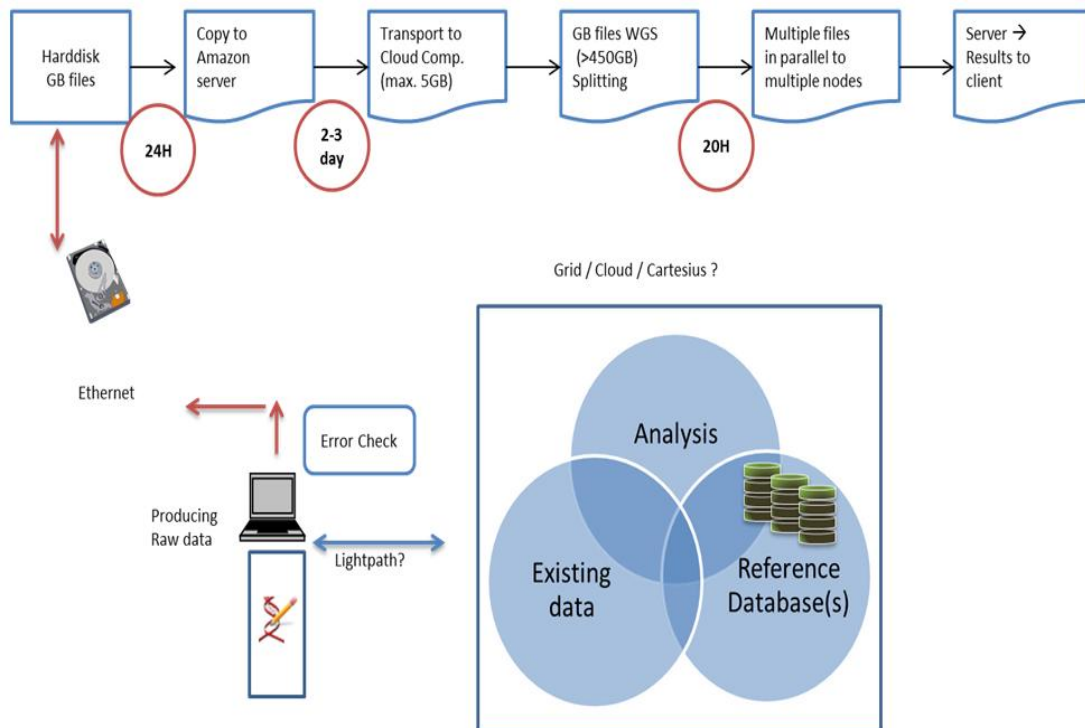 Harddisk
GB files
Copy to
Amazon
server
Transport to
Cloud Comp.
(max. 5GB)
GB files WGS
(>450GB)
Splitting
Multiple files
in parallel to
multiple nodes
Server →
Results to
client
24H
2-3
day
20H
Grid / Cloud / Cartesius ?
Ethernet
Error Check
Producing
Raw data
Lightpath?
Analysis
Existing
data
Reference
Database(s)